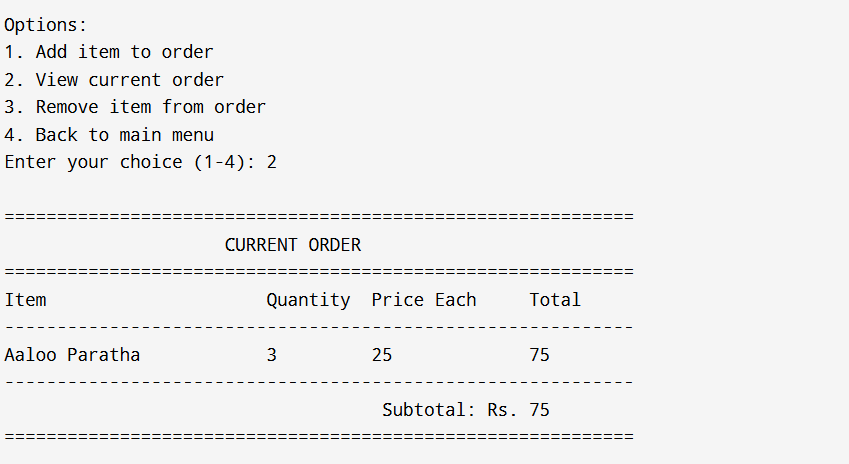 Options:
1. Add item to order
2. View current order
3. Remove item from order
4. Back to main menu
Enter your choice (1-4): 2
============================================================
                     CURRENT ORDER
============================================================
Item                     Quantity  Price Each     Total
------------------------------------------------------------
Aaloo Paratha            3         25             75
------------------------------------------------------------
                                    Subtotal: Rs. 75
============================================================